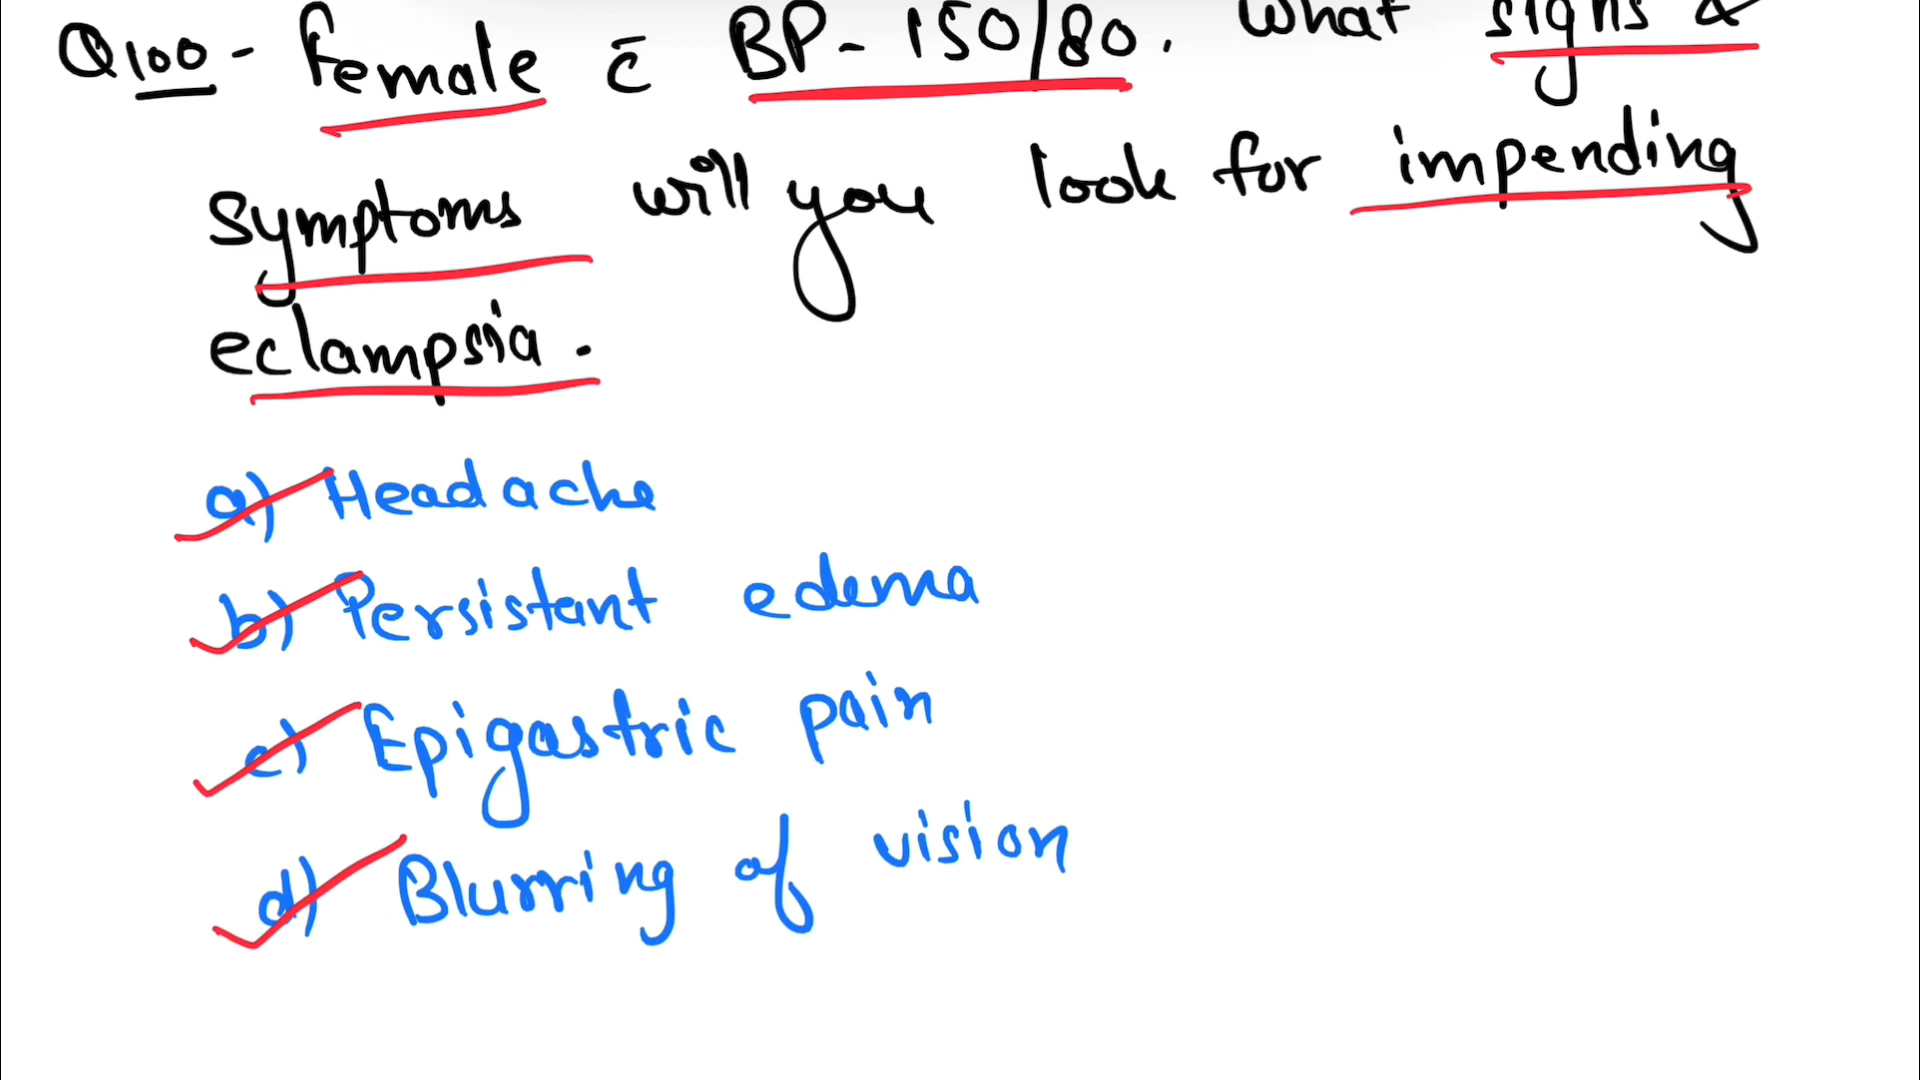 Q100 - Female c̄ BP - 150/80. What signs &
symptoms will you look for impending
eclampsia.
a) Headache
b) Persistant edema
c) Epigastric pain
d) Blurring of vision